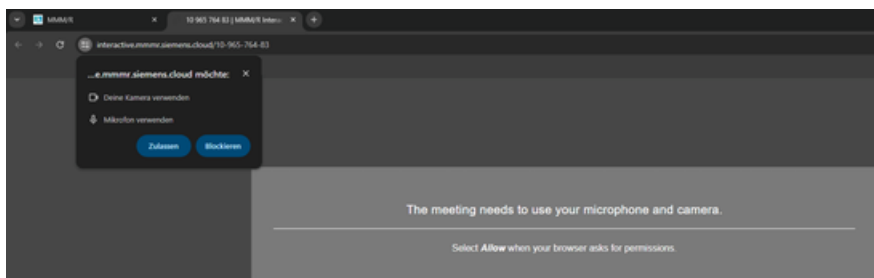 MMM/R
10 965 764 83 | MMM/R Intera
interactive.mmmr.siemens.cloud/10-965-764-83
...e.mmmr.siemens.cloud möchte:
Deine Kamera verwenden
Mikrofon verwenden
Zulassen Blockieren
The meeting needs to use your microphone and camera.
Select Allow when your browser asks for permissions.